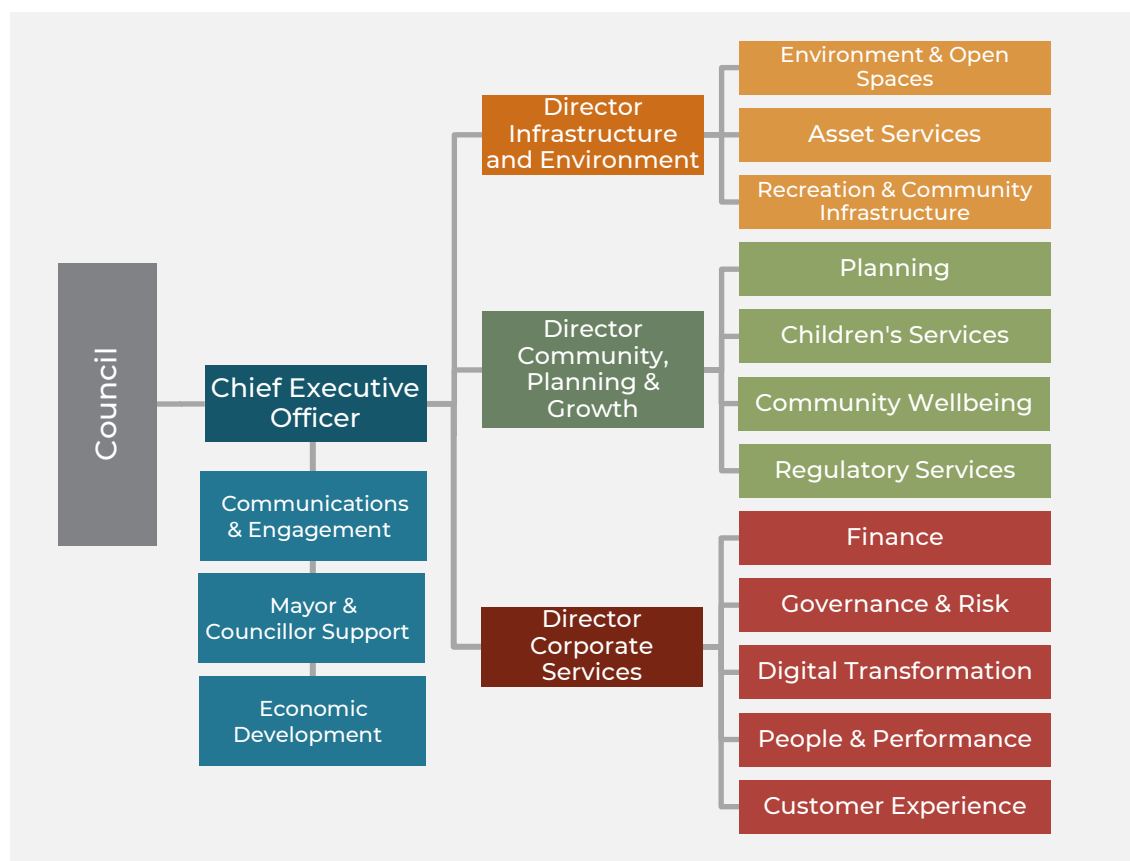 Council
Chief Executive
Officer
Communications
& Engagement
Mayor &
Councillor Support
Economic
Development
Director
Infrastructure
and Environment
Environment & Open
Spaces
Asset Services
Recreation & Community
Infrastructure
Director
Community,
Planning &
Growth
Planning
Children's Services
Community Wellbeing
Regulatory Services
Director
Corporate
Services
Finance
Governance & Risk
Digital Transformation
People & Performance
Customer Experience